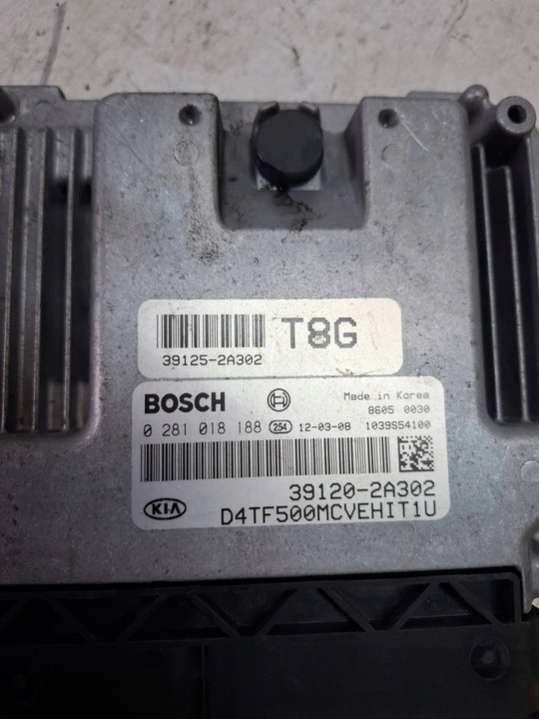 T8G
39125-2A302
BOSCH
Made in Korea
8605 0030
0 281 018 188 254 12-03-08 1039S54100
39120-2A302
KIA D4TF500MCVEHIT1U